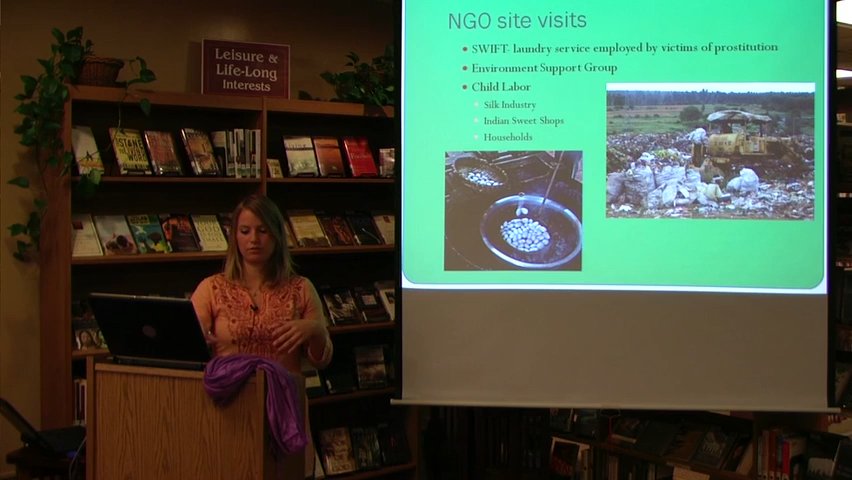 Leisure &
Life-Long
Interests
NGO site visits
SWIFT- laundry service employed by victims of prostitution
Environment Support Group
Child Labor
Silk Industry
Indian Sweet Shops
Households